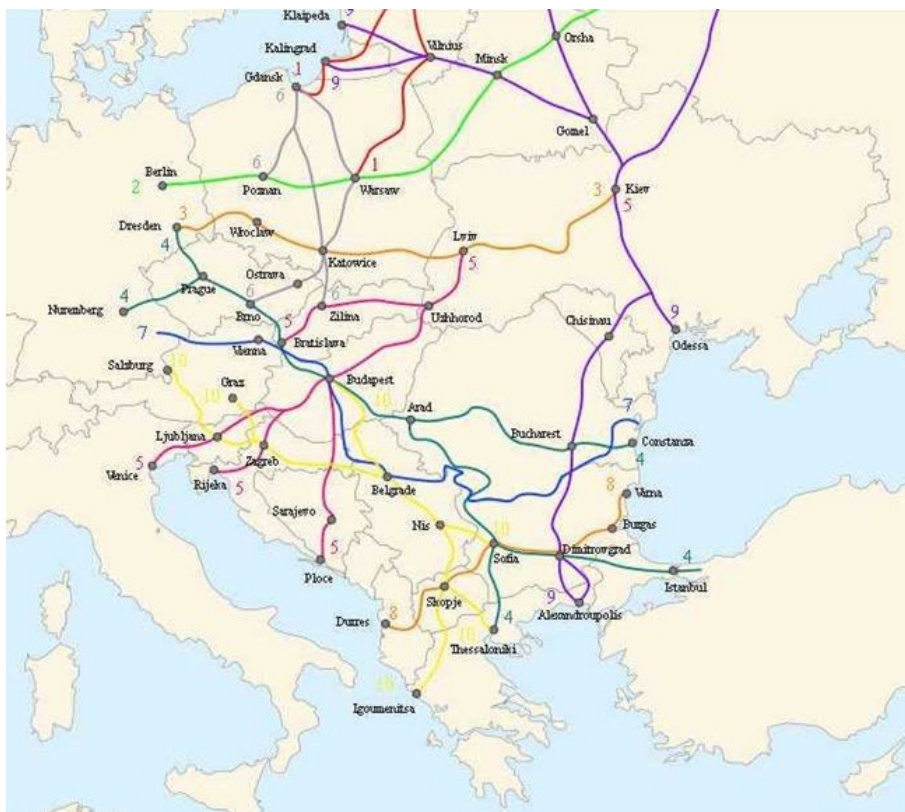 9
Klaipeda
Kalingrad
Vilnius
Orsha
Minsk
1
Gdansk
6
9
Gomel
Berlin
2
6
Poznan
1
Warsaw
3
Kiev
5
Dresden
3
4
Wroclaw
Katowice
Lviv
5
Ostrava
Prague
Nuremberg
4
6
Brno
6
Zilina
Uzhhorod
5
Bratislava
9
Odessa
Chisinau
7
Vienna
Salzburg
10
Graz
10
Budapest
10
Arad
7
Bucharest
Constanza
4
Ljubljana
Zagreb
Venice
5
Rijeka
5
Belgrade
8
Varna
Burgas
Sarajevo
Nis
10
Sofia
Dimitrovgrad
5
Ploce
4
Istanbul
9
Alexandroupolis
Skopje
Durres
8
4
10
Thessaloniki
10
Igoumenitsa